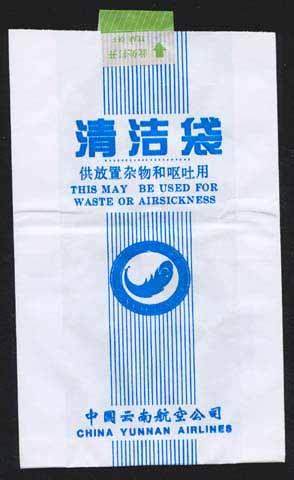 清洁袋
供放置杂物和呕吐用
THIS MAY BE USED FOR
WASTE OR AIRSICKNESS
中國云南航空公司
CHINA YUNNAN AIRLINES